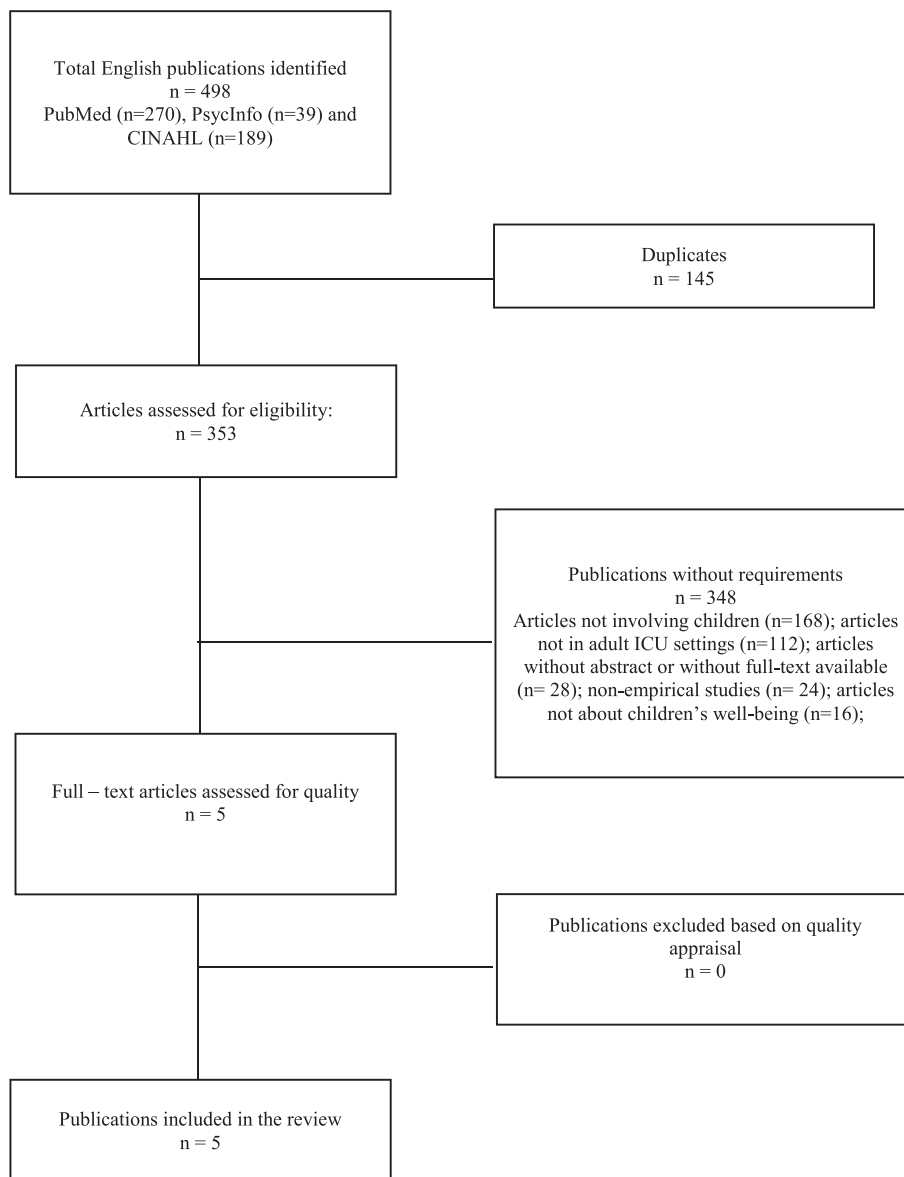 Total English publications identified
n = 498
PubMed (n=270), PsycInfo (n=39) and
CINAHL (n=189)
Duplicates
n = 145
Articles assessed for eligibility:
n = 353
Publications without requirements
n = 348
Articles not involving children (n=168); articles
not in adult ICU settings (n=112); articles
without abstract or without full-text available
(n= 28); non-empirical studies (n= 24); articles
not about children’s well-being (n=16);
Full – text articles assessed for quality
n = 5
Publications excluded based on quality
appraisal
n = 0
Publications included in the review
n = 5